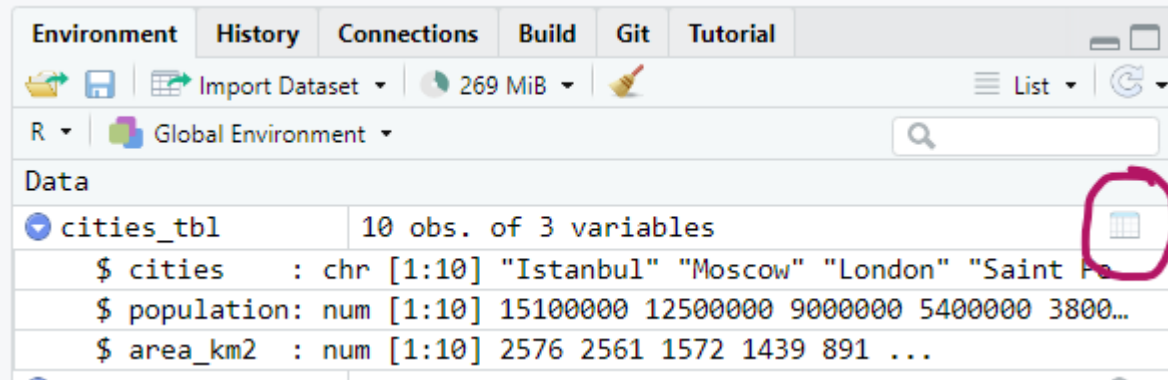 Environment History Connections Build Git Tutorial
Import Dataset 269 MiB List
R Global Environment
Data
cities_tbl 10 obs. of 3 variables
$ cities : chr [1:10] "Istanbul" "Moscow" "London" "Saint Pe…
$ population: num [1:10] 15100000 12500000 9000000 5400000 3800…
$ area_km2 : num [1:10] 2576 2561 1572 1439 891 ...